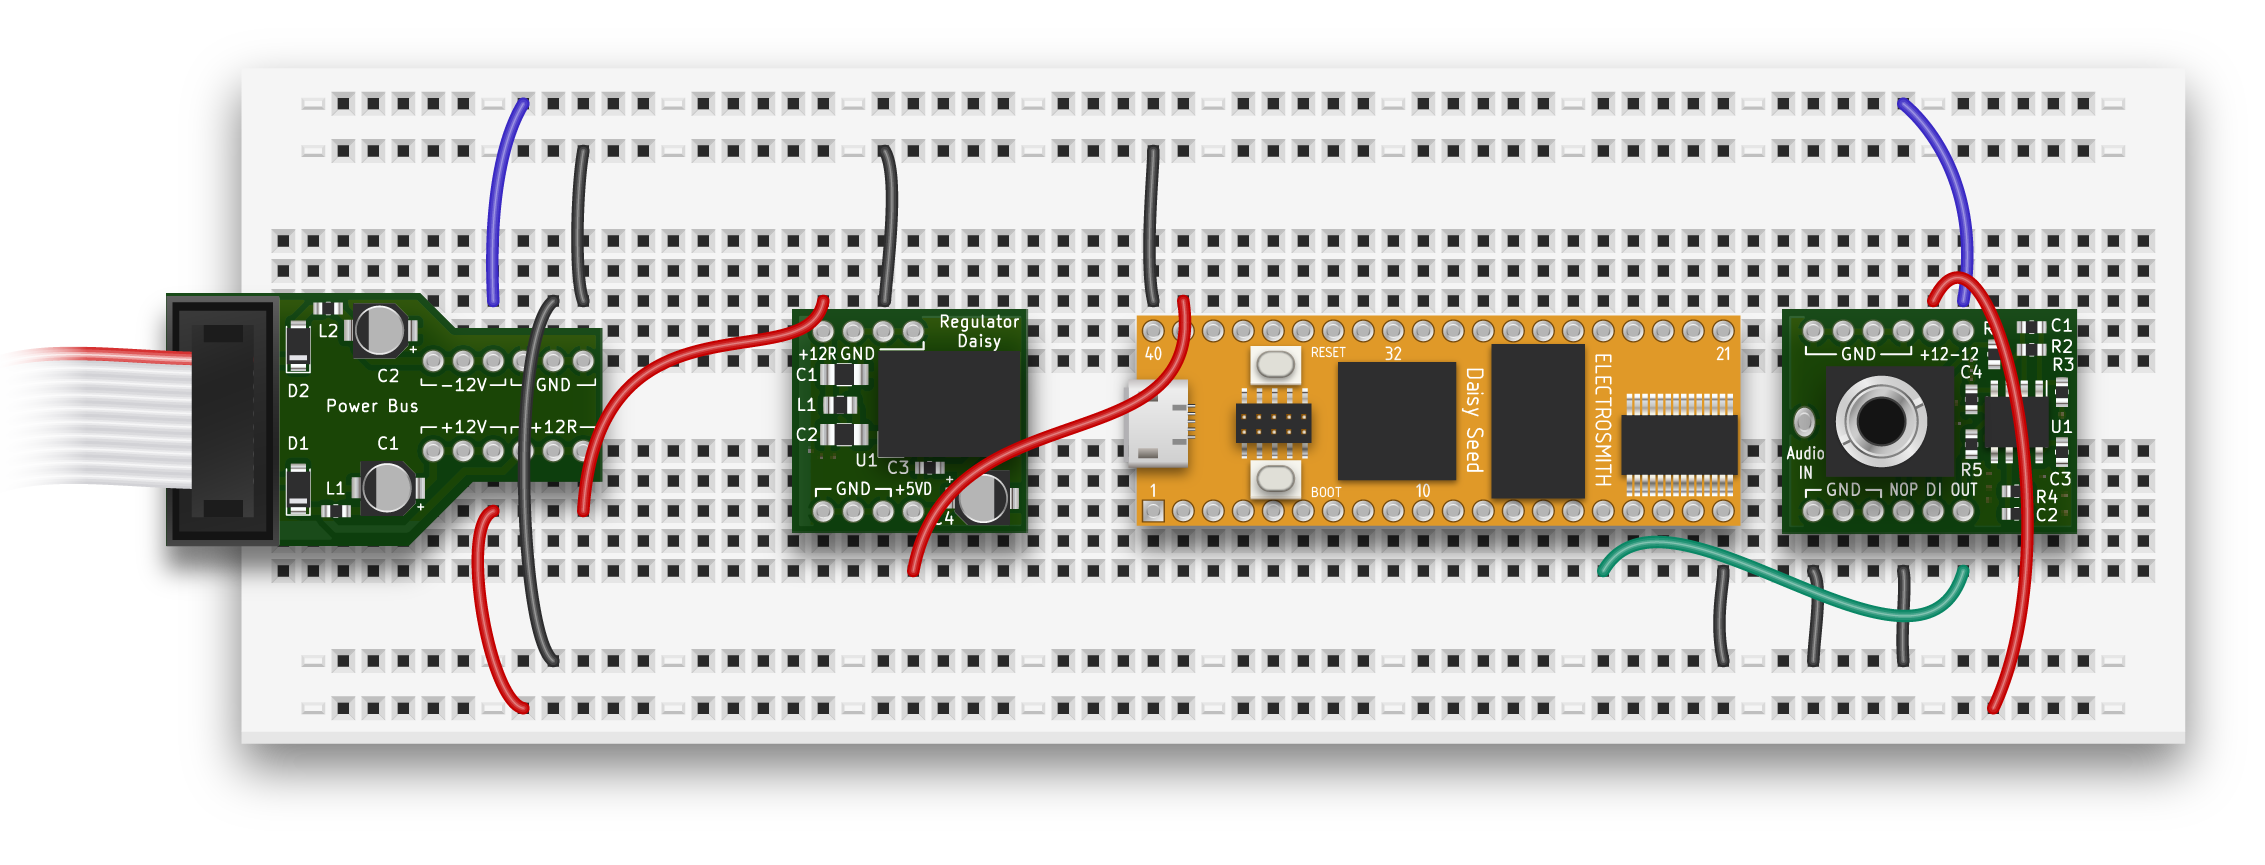 L2
C2
D2
-12V
GND
Power Bus
+12V
+12R
D1
C1
L1
Regulator
Daisy
+12R GND
C1
L1
C2
U1
C3
GND
+5VD
C4
40
RESET
32
21
Daisy Seed
ELECTROSMITH
1
BOOT
10
GND
+12
-12
C1
R2
R3
C4
U1
Audio
IN
R5
C3
GND
NOP
DI
OUT
R4
C2